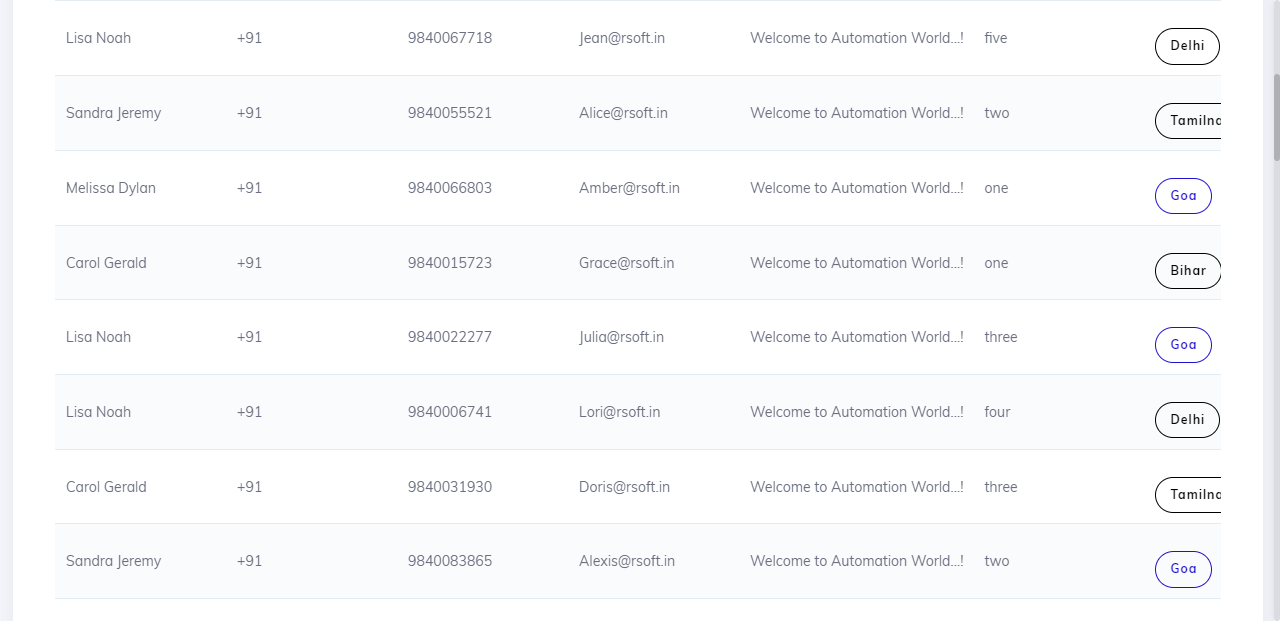 Lisa Noah +91 9840067718 Jean@rsoft.in Welcome to Automation World...! five Delhi
Sandra Jeremy +91 9840055521 Alice@rsoft.in Welcome to Automation World...! two
Melissa Dylan +91 9840066803 Amber@rsoft.in Welcome to Automation World...! one Goa
Carol Gerald +91 9840015723 Grace@rsoft.in Welcome to Automation World...! one Bihar
Lisa Noah +91 9840022277 Julia@rsoft.in Welcome to Automation World...! three Goa
Lisa Noah +91 9840006741 Lori@rsoft.in Welcome to Automation World...! four Delhi
Carol Gerald +91 9840031930 Doris@rsoft.in Welcome to Automation World...! three
Sandra Jeremy +91 9840083865 Alexis@rsoft.in Welcome to Automation World...! two Goa